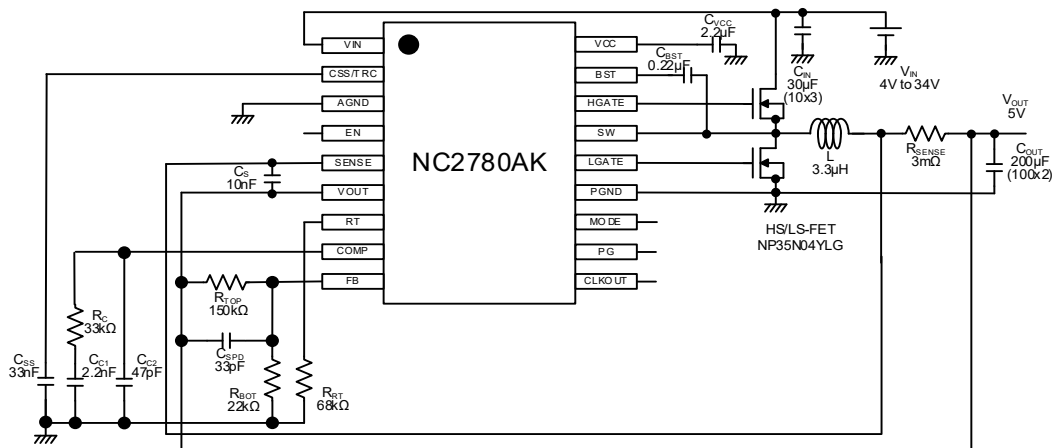 VIN
CSS/TRC
AGND
EN
SENSE
VOUT
RT
COMP
FB
NC2780AK
VCC
BST
HGATE
SW
LGATE
PGND
MODE
PG
CLKOUT
CVCC
2.2µF
CBST
0.22µF
CIN
30µF
(10x3)
VIN
4V to 34V
VOUT
5V
L
3.3µH
RSENSE
3mΩ
COUT
200µF
(100x2)
HS/LS-FET
NP35N04YLG
CS
10nF
RTOP
150kΩ
CSPD
33pF
RC
33kΩ
CSS
33nF
CC1
2.2nF
CC2
47pF
RBOT
22kΩ
RRT
68kΩ